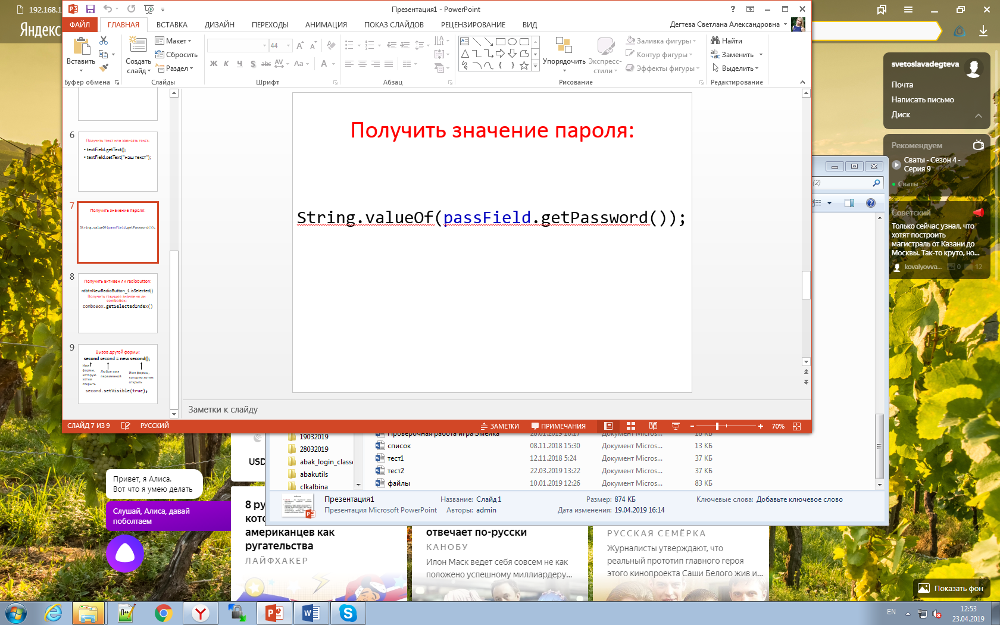 192.168.1
Яндекс
Презентация1 - PowerPoint
ФАЙЛ
ГЛАВНАЯ
ВСТАВКА
ДИЗАЙН
ПЕРЕХОДЫ
АНИМАЦИЯ
ПОКАЗ СЛАЙДОВ
РЕЦЕНЗИРОВАНИЕ
ВИД
Дегтева Светлана Александровна
Вставить
Буфер обмена
Создать
слайд
Макет
Сбросить
Раздел
Слайды
44
Ж К Ч S abc AV Aa A
Шрифт
Абзац
Упорядочить
Экспресс-
стили
Заливка фигуры
Контур фигуры
Эффекты фигуры
Рисование
Найти
Заменить
Выделить
Редактирование
6
Получить текст или записать текст:
• textField.getText();
• textField.setText("наш текст");
7
Получить значение пароля:
String.valueOf(passField.getPassword());
8
Получить активен ли radiobutton:
rdbtnNewRadioButton_1.isSelected()
Получить текущее значение ли
comboBox:
comboBox.getSelectedIndex()
9
Вызов другой формы:
second second = new second();
Имя
формы,
которую
хотим
открыть
Любое имя
переменной
Имя формы,
которую хотим
открыть
second.setVisible(true);
Получить значение пароля:
String.valueOf(passField.getPassword());
Заметки к слайду
СЛАЙД 7 ИЗ 9
РУССКИЙ
ЗАМЕТКИ
ПРИМЕЧАНИЯ
70%
svetoslavadegteva
Почта
Написать письмо
Диск
Рекомендуем
Сваты - Сезон 4 -
Серия 9
Сваты
Советский
Только сейчас узнал, что
хотят построить
магистраль от Казани до
Москвы. Так-то круто, но...
kovalyovva...
0
12
(2)
19032019
28032019
abak_login_classe
abakutils
clkalbina
Проверочная работа игра Змейка 28.01.2019 10:17 Документ Micros... 18 КБ
список 08.11.2018 15:30 Документ Micros... 13 КБ
тест1 12.11.2018 5:24 Документ Micros... 37 КБ
тест2 22.03.2019 13:22 Документ Micros... 37 КБ
файлы 10.01.2019 12:26 Документ Micros... 83 КБ
Презентация1
Презентация Microsoft PowerPoint
Название: Слайд 1
Авторы: admin
Размер: 874 КБ
Дата изменения: 19.04.2019 16:14
Ключевые слова: Добавьте ключевое слово
USD
Привет, я Алиса.
Вот что я умею делать
Слушай, Алиса, давай
поболтаем
8 ру
кото
американцев как
ругательства
ЛАЙФХАКЕР
отвечает по-русски
КАНОБУ
Илон Маск ведет себя совсем не как
положено успешному миллиардеру...
РУССКАЯ СЕМЁРКА
Журналисты утверждают, что
реальный прототип главного героя
этого кинопроекта Саши Белого жив и...
Показать фон
EN
12:53
23.04.2019